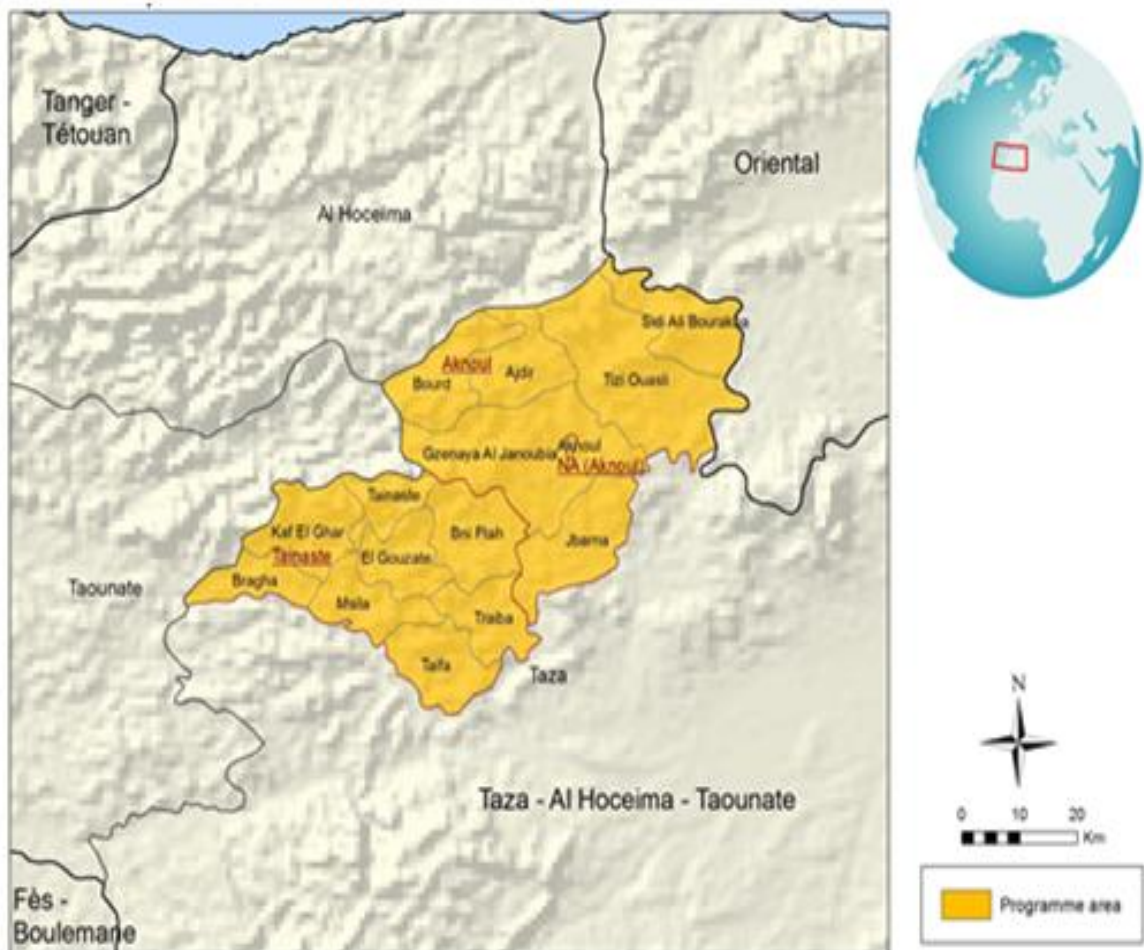 Tanger -
Tétouan
Oriental
Al Hoceima
Sidi Ali Bourakba
Aknoul
Ajdir
Bourd
Tizi Ouasli
Gzenaya Al Janoubia
Aknoul
NA (Aknoul)
Tainaste
Kaf El Ghar
Bni Ftah
Jbarna
Tainaste
El Gouzate
Taounate
Bragha
Msila
Traiba
Taifa
Taza
Taza - Al Hoceima - Taounate
Fès -
Boulemane
N
0 10 20
Km
Programme area